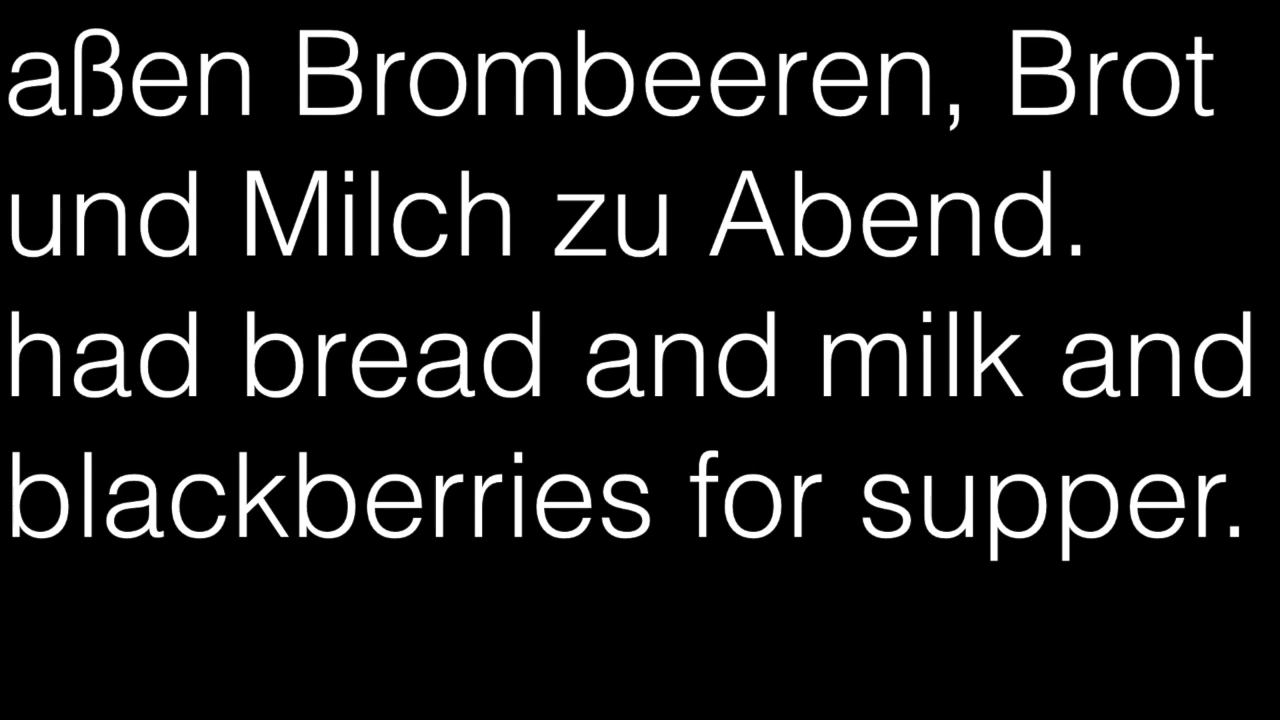 aßen Brombeeren, Brot
und Milch zu Abend.
had bread and milk and
blackberries for supper.